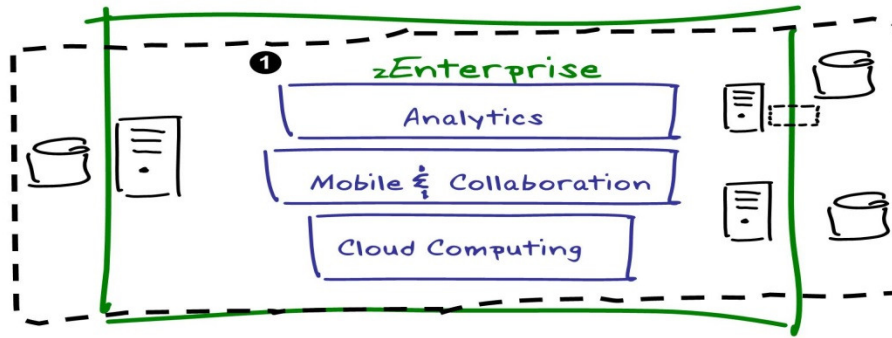 1
zEnterprise
Analytics
Mobile & Collaboration
Cloud Computing